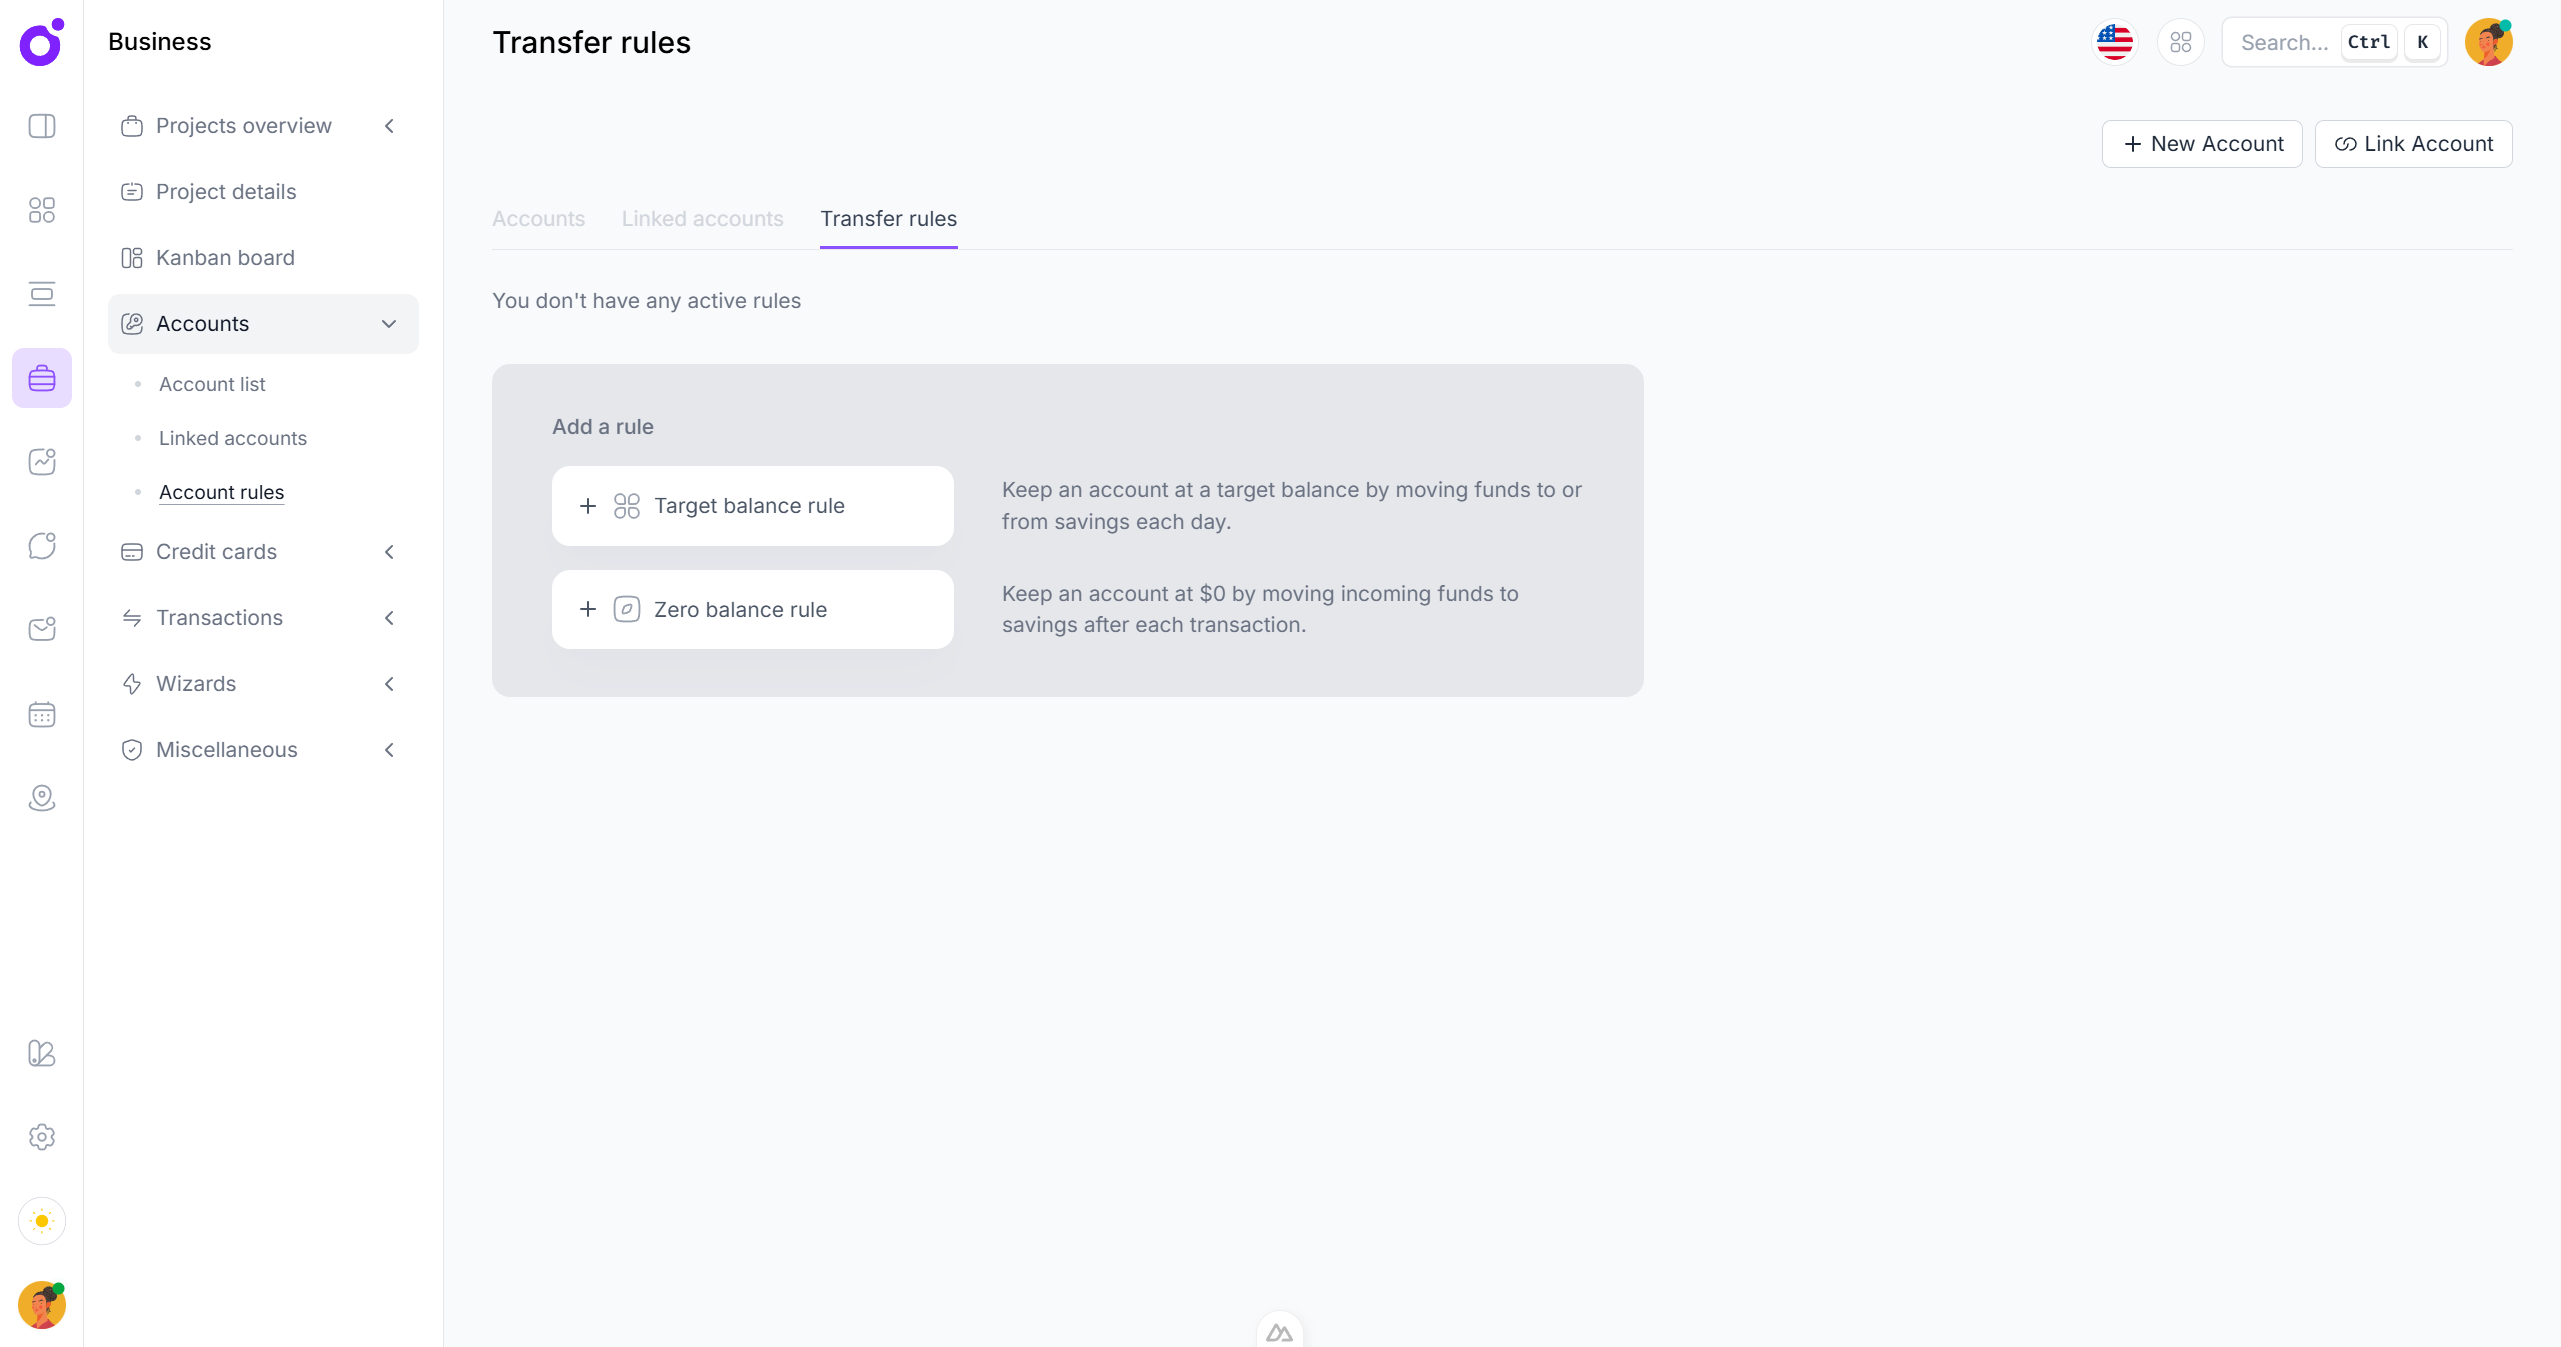 Business
Projects overview
Project details
Kanban board
Accounts
Account list
Linked accounts
Account rules
Credit cards
Transactions
Wizards
Miscellaneous
Transfer rules
Search...
Ctrl
K
New Account
Link Account
Accounts
Linked accounts
Transfer rules
You don't have any active rules
Add a rule
Target balance rule
Keep an account at a target balance by moving funds to or
from savings each day.
Zero balance rule
Keep an account at $0 by moving incoming funds to
savings after each transaction.